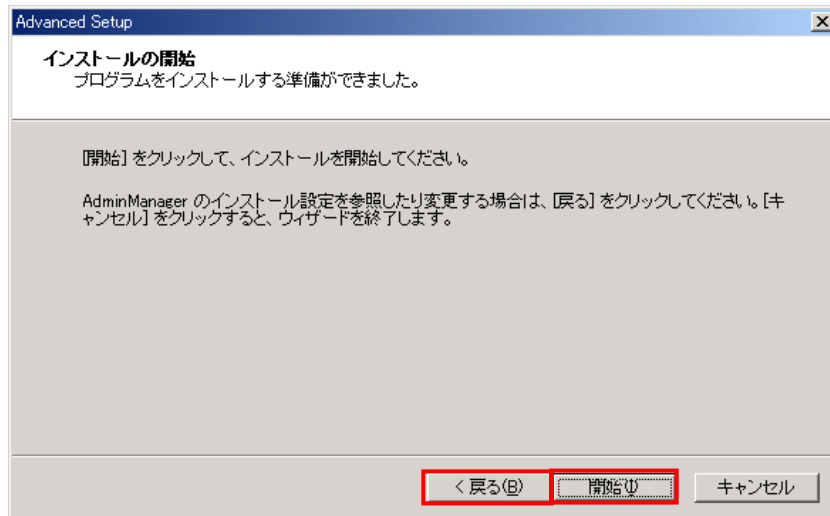 Advanced Setup
インストールの開始
プログラムをインストールする準備ができました。
[開始] をクリックして、インストールを開始してください。
AdminManager のインストール設定を参照したり変更する場合は、[戻る] をクリックしてください。[キ
ャンセル] をクリックすると、ウィザードを終了します。
< 戻る(B)
開始(I)
キャンセル